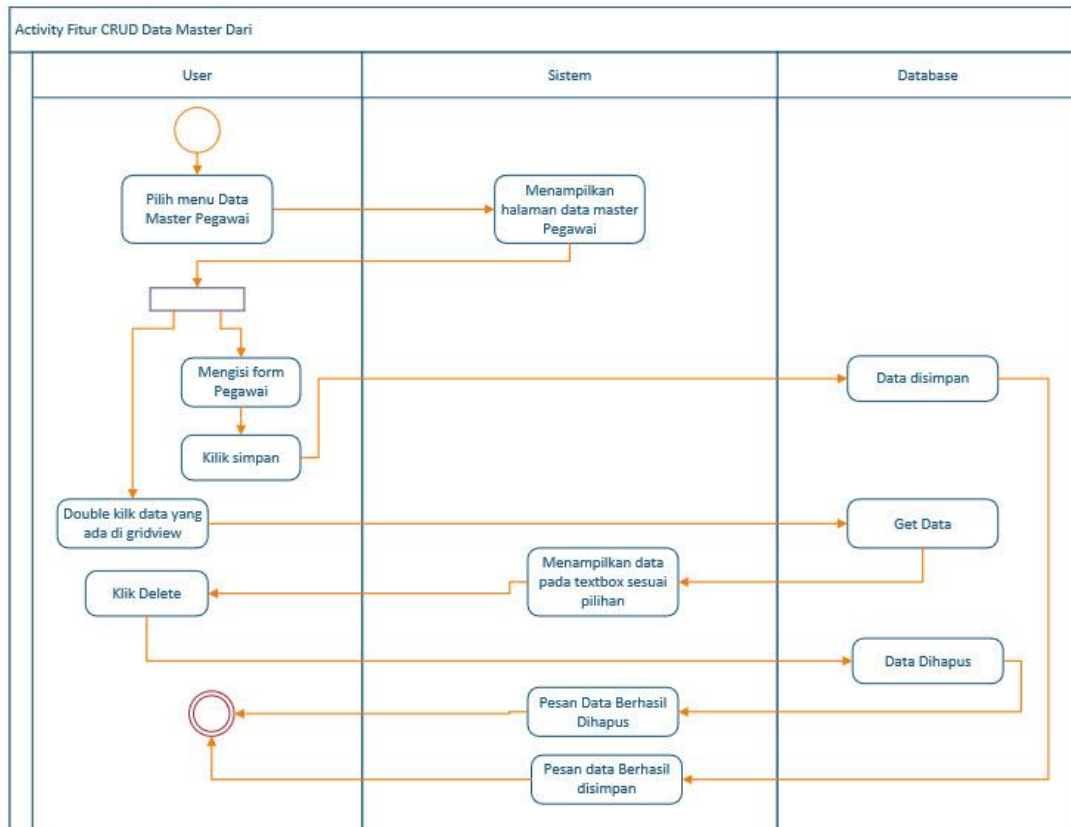 Activity Fitur CRUD Data Master Dari
User
Sistem
Database
Pilih menu Data
Master Pegawai
Menampilkan
halaman data master
Pegawai
Mengisi form
Pegawai
Data disimpan
Kilik simpan
Double kilk data yang
ada di gridview
Get Data
Menampilkan data
pada textbox sesuai
pilihan
Klik Delete
Data Dihapus
Pesan Data Berhasil
Dihapus
Pesan data Berhasil
disimpan